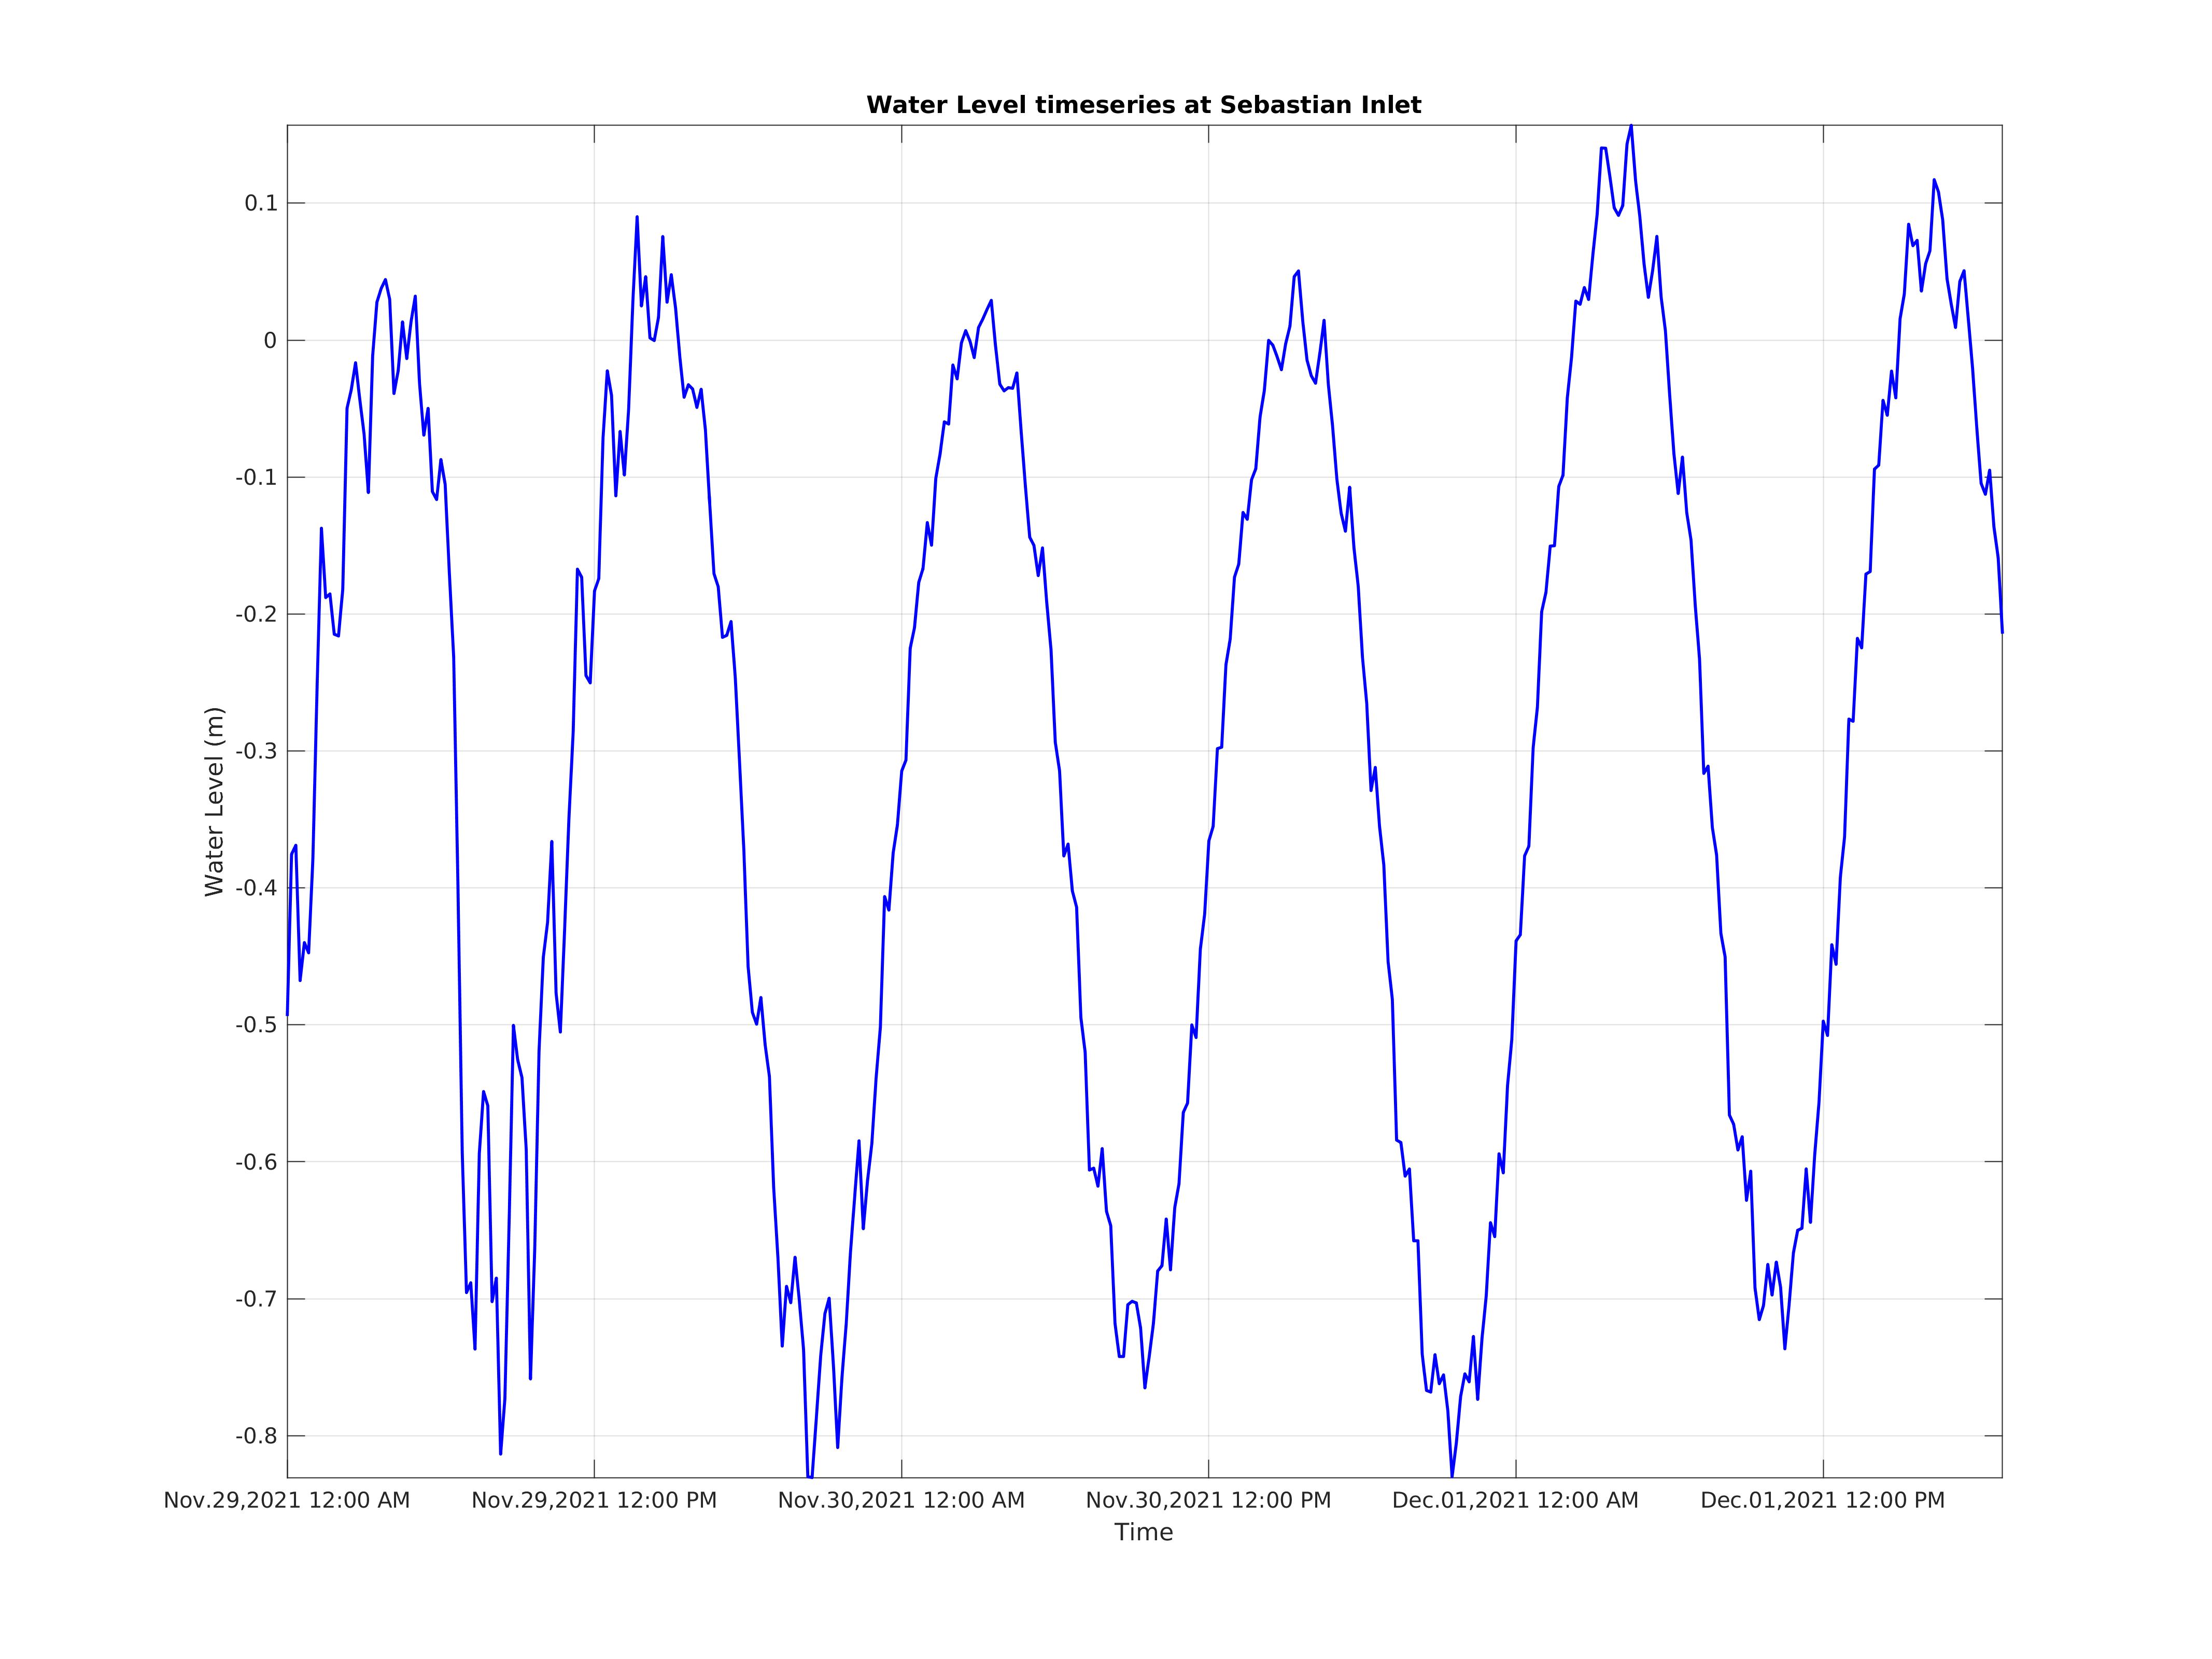 Water Level timeseries at Sebastian Inlet
0.1
0
-0.1
-0.2
-0.3
-0.4
-0.5
-0.6
-0.7
-0.8
Water Level (m)
Nov.29,2021 12:00 AM
Nov.29,2021 12:00 PM
Nov.30,2021 12:00 AM
Nov.30,2021 12:00 PM
Dec.01,2021 12:00 AM
Dec.01,2021 12:00 PM
Time